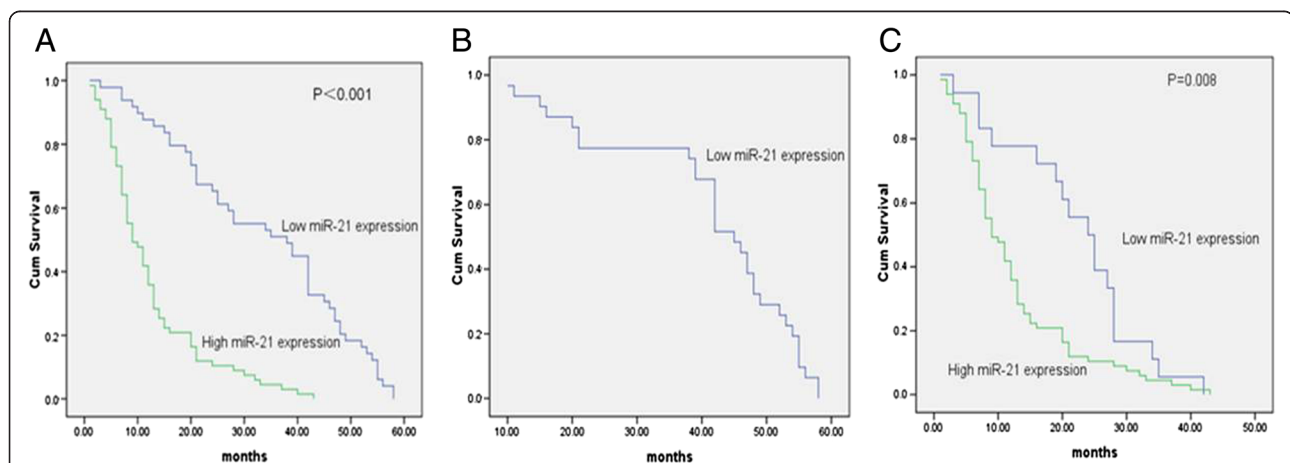 A
P<0.001
Cum Survival
1.0
0.8
0.6
0.4
0.2
0.0
Low miR-21 expression
High miR-21 expression
0.00 10.00 20.00 30.00 40.00 50.00 60.00
months
B
Cum Survival
1.0
0.8
0.6
0.4
0.2
0.0
Low miR-21 expression
10.00 20.00 30.00 40.00 50.00 60.00
months
C
P=0.008
Cum Survival
1.0
0.8
0.6
0.4
0.2
0.0
Low miR-21 expression
High miR-21 expression
0.00 10.00 20.00 30.00 40.00 50.00
months